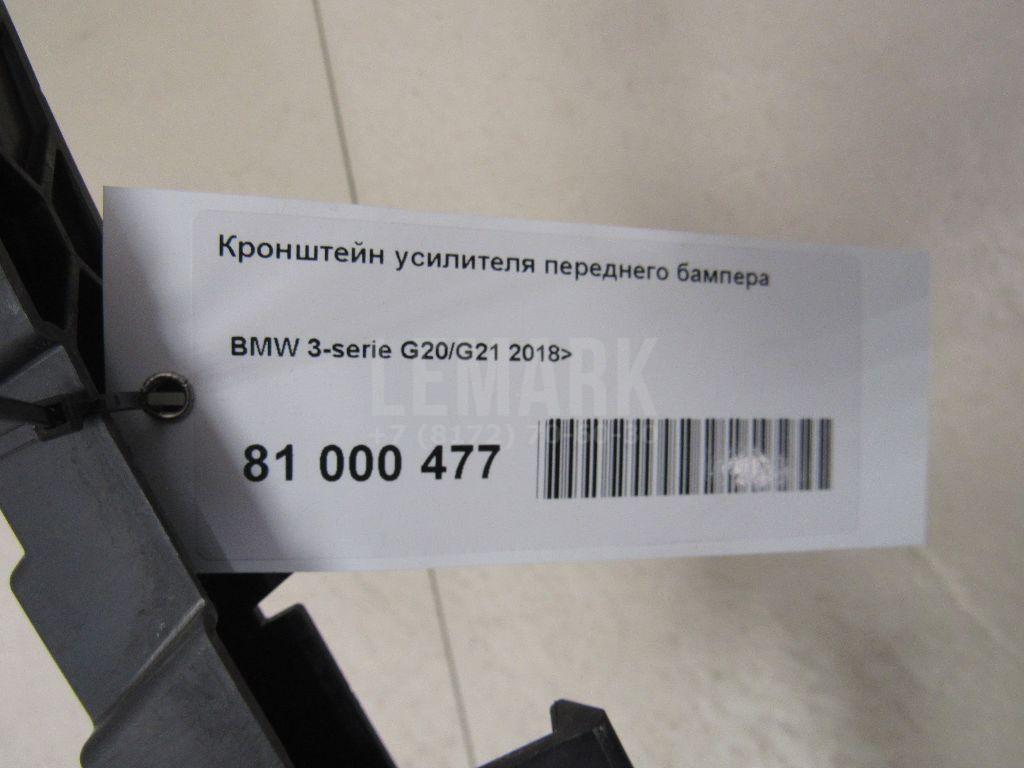 Кронштейн усилителя переднего бампера
BMW 3-serie G20/G21 2018>
LEMARK
81 000 477